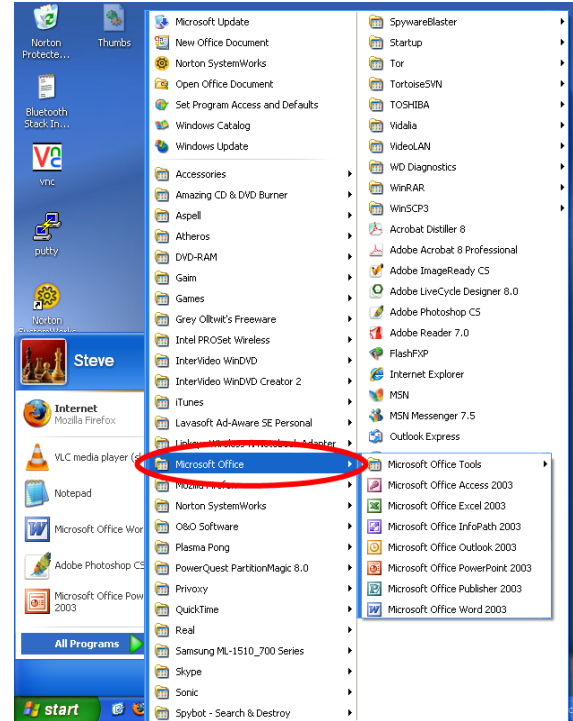 Norton
Protecte...
Thumbs
Bluetooth
Stack In...
vnc
putty
Norton
Steve
Internet
Mozilla Firefox
VLC media player (s
Notepad
Microsoft Office Wor
Adobe Photoshop CS
Microsoft Office Pow
2003
All Programs
start
Microsoft Update
New Office Document
Norton SystemWorks
Open Office Document
Set Program Access and Defaults
Windows Catalog
Windows Update
Accessories
Amazing CD & DVD Burner
Aspell
Atheros
DVD-RAM
Gaim
Games
Grey Olltwit's Freeware
Intel PROSet Wireless
InterVideo WinDVD
InterVideo WinDVD Creator 2
iTunes
Lavasoft Ad-Aware SE Personal
Linksys Wireless-N Notebook Adapter
Microsoft Office
Mozilla Firefox
Norton SystemWorks
O&O Software
Plasma Pong
PowerQuest PartitionMagic 8.0
Privoxy
QuickTime
Real
Samsung ML-1510_700 Series
Skype
Sonic
Spybot - Search & Destroy
SpywareBlaster
Startup
Tor
TortoiseSVN
TOSHIBA
Vidalia
VideoLAN
WD Diagnostics
WinRAR
WinSCP3
Acrobat Distiller 8
Adobe Acrobat 8 Professional
Adobe ImageReady CS
Adobe LiveCycle Designer 8.0
Adobe Photoshop CS
Adobe Reader 7.0
FlashFXP
Internet Explorer
MSN
MSN Messenger 7.5
Outlook Express
Microsoft Office Tools
Microsoft Office Access 2003
Microsoft Office Excel 2003
Microsoft Office InfoPath 2003
Microsoft Office Outlook 2003
Microsoft Office PowerPoint 2003
Microsoft Office Publisher 2003
Microsoft Office Word 2003